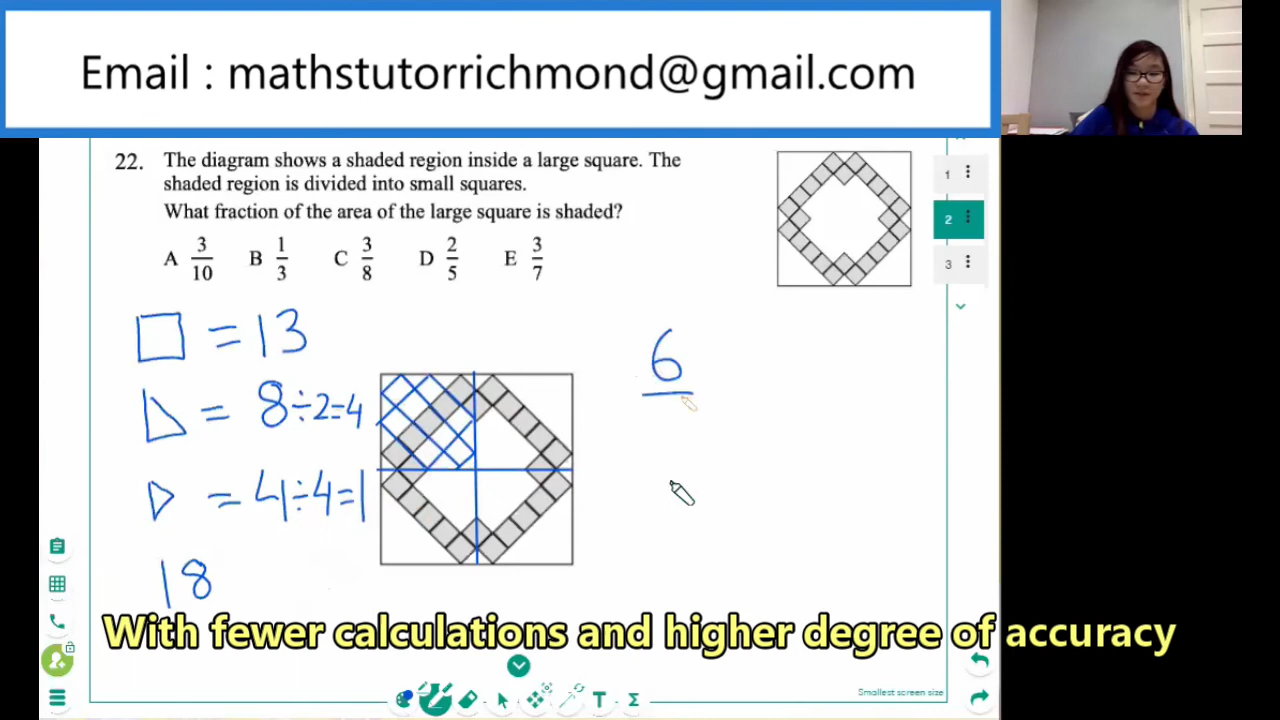 Email : mathstutorrichmond@gmail.com
22. The diagram shows a shaded region inside a large square. The
shaded region is divided into small squares.
What fraction of the area of the large square is shaded?
A 3/10 B 1/3 C 3/8 D 2/5 E 3/7
1
2
3
□ = 13
= 8÷2=4
= 4÷4=1
18
6
With fewer calculations and higher degree of accuracy
Smallest screen size
T Σ